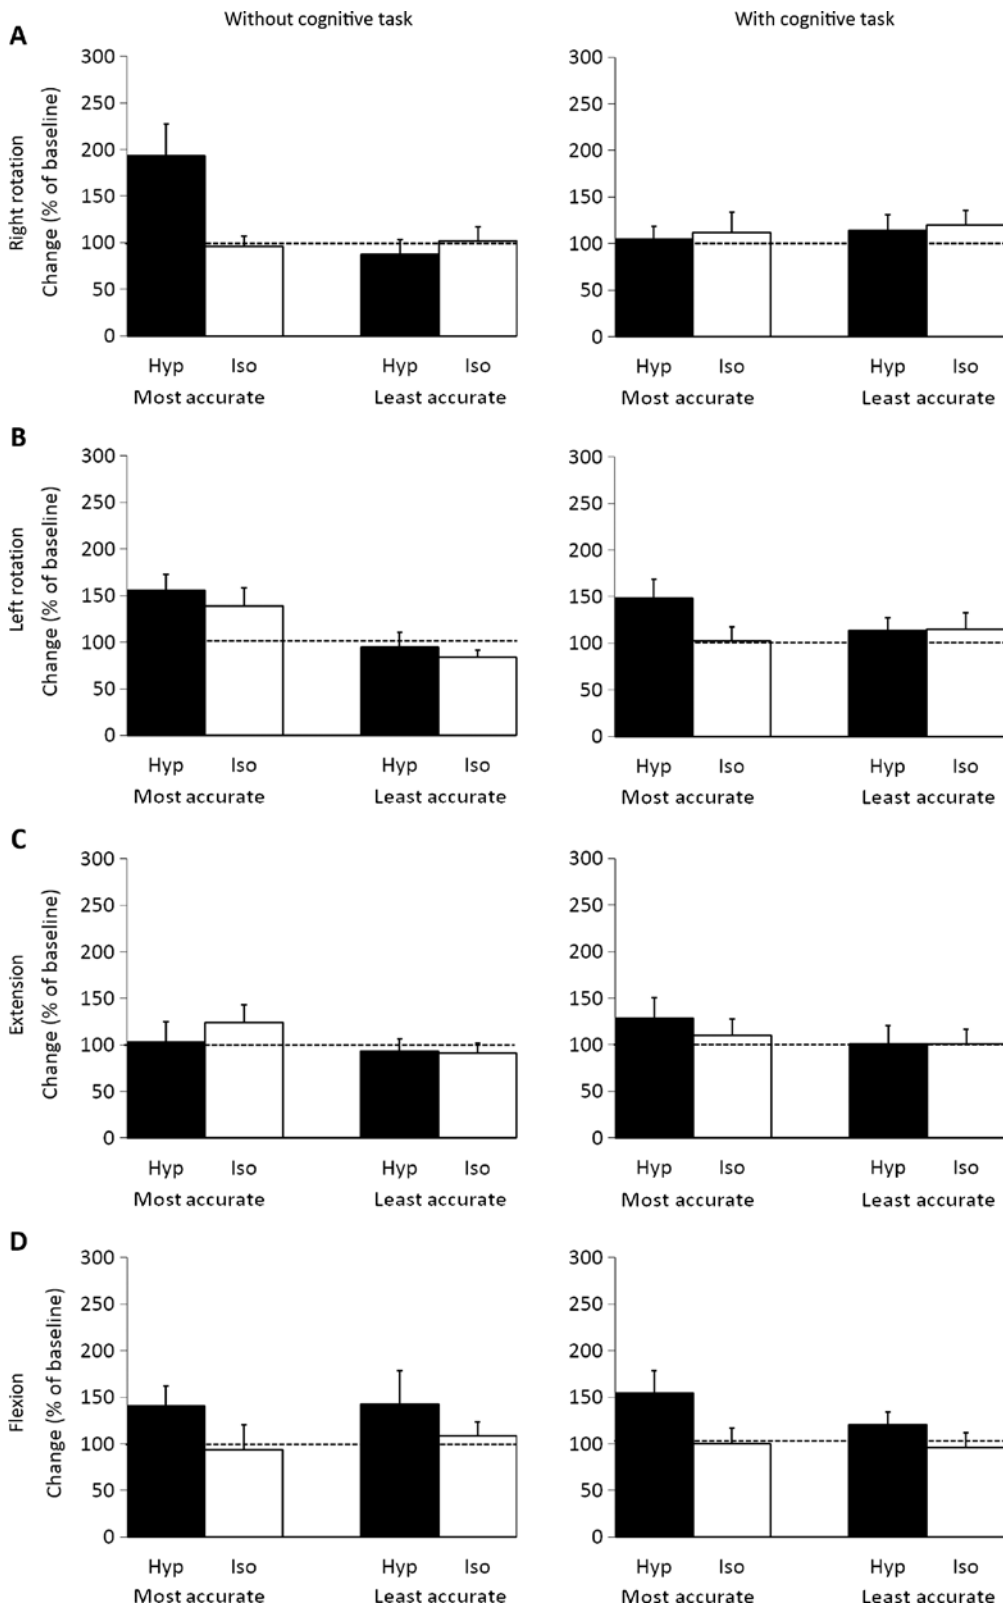 Without cognitive task
With cognitive task
A
Right rotation
Change (% of baseline)
300
250
200
150
100
50
0
Hyp Iso Hyp Iso
Most accurate Least accurate
300
250
200
150
100
50
0
Hyp Iso Hyp Iso
Most accurate Least accurate
B
Left rotation
Change (% of baseline)
300
250
200
150
100
50
0
Hyp Iso Hyp Iso
Most accurate Least accurate
300
250
200
150
100
50
0
Hyp Iso Hyp Iso
Most accurate Least accurate
C
Extension
Change (% of baseline)
300
250
200
150
100
50
0
Hyp Iso Hyp Iso
Most accurate Least accurate
300
250
200
150
100
50
0
Hyp Iso Hyp Iso
Most accurate Least accurate
D
Flexion
Change (% of baseline)
300
250
200
150
100
50
0
Hyp Iso Hyp Iso
Most accurate Least accurate
300
250
200
150
100
50
0
Hyp Iso Hyp Iso
Most accurate Least accurate